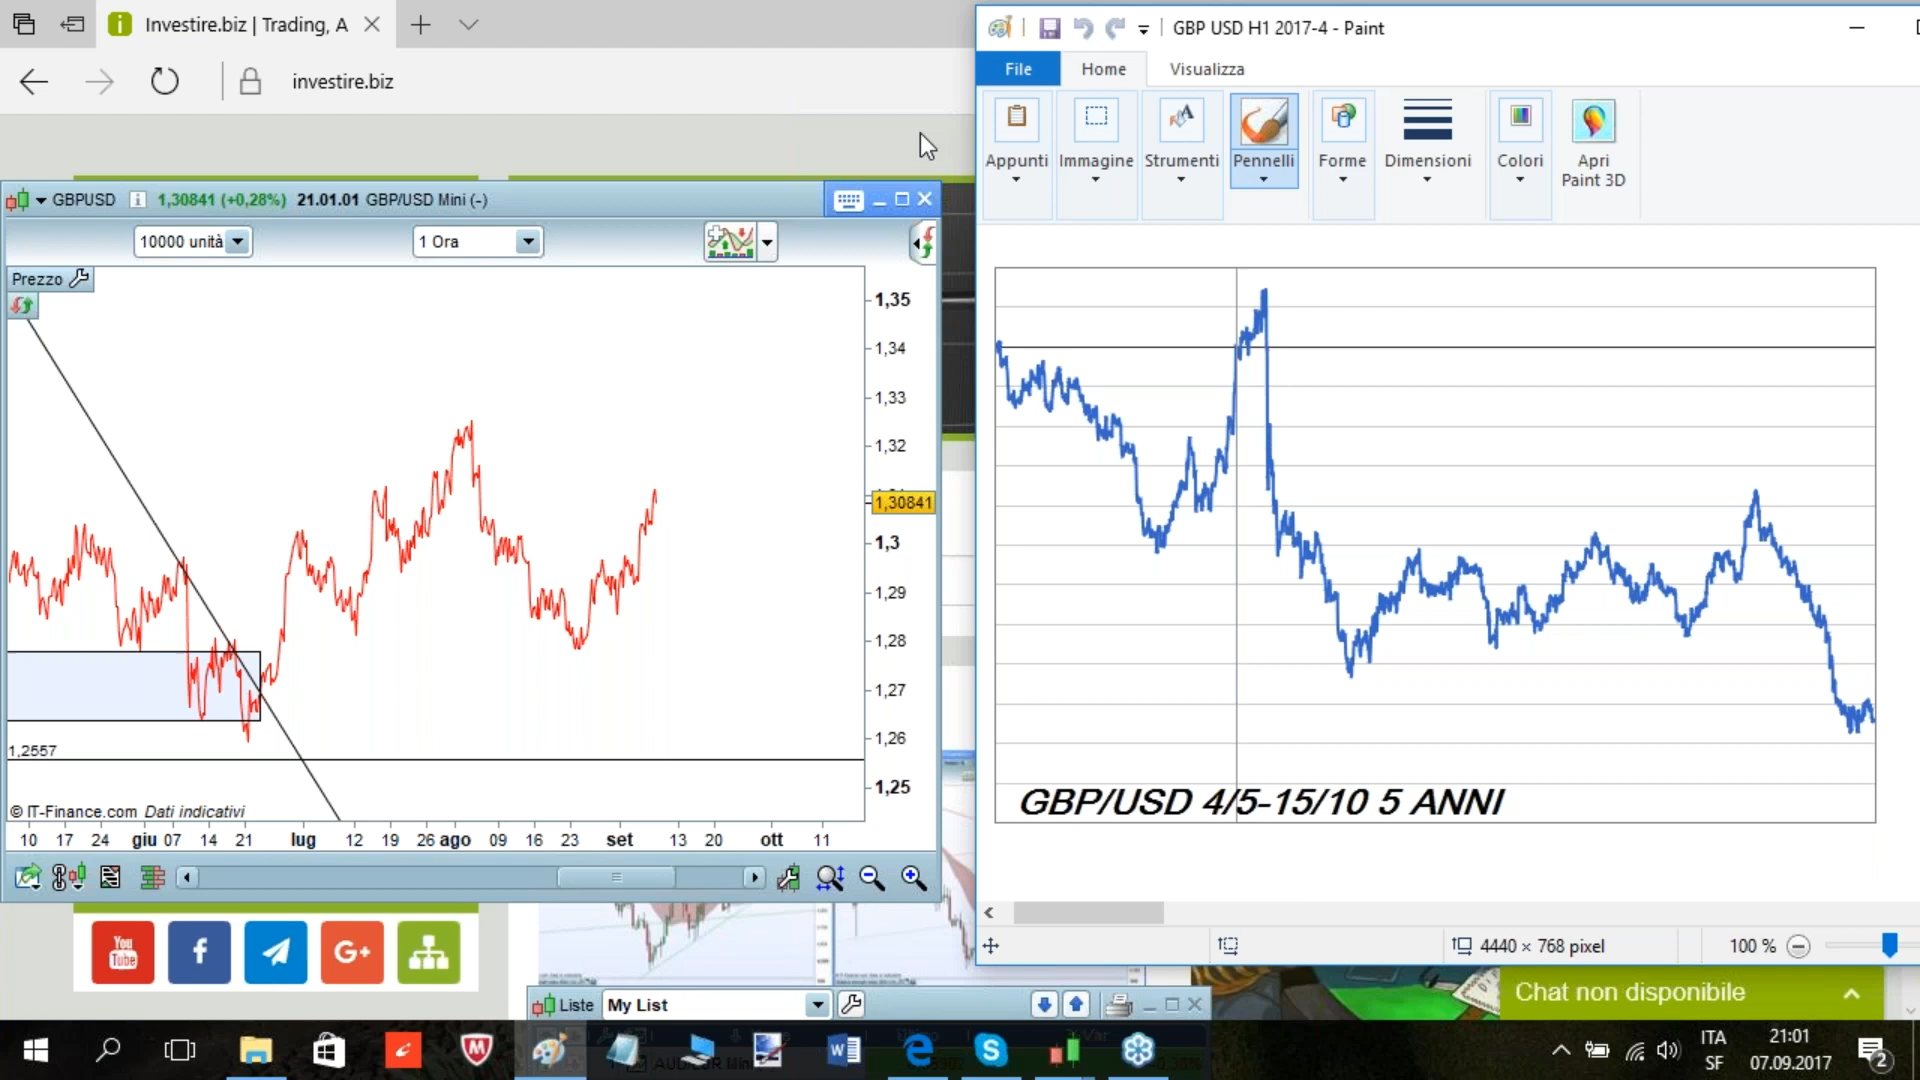 Investire.biz | Trading, A
investire.biz
GBP USD H1 2017-4 - Paint
File
Home
Visualizza
Appunti
Immagine
Strumenti
Pennelli
Forme
Dimensioni
Colori
Apri
Paint 3D
GBPUSD
1,30841 (+0,28%)
21.01.01
GBP/USD Mini (-)
10000 unità
1 Ora
Prezzo
1,35
1,34
1,33
1,32
1,30841
1,3
1,29
1,28
1,27
1,26
1,25
1,2557
© IT-Finance.com Dati indicativi
10 17 24 giu 07 14 21 lug 12 19 26 ago 09 16 23 set 13 20 ott 11
GBP/USD 4/5-15/10 5 ANNI
4440 × 768 pixel
100 %
You
Tube
f
G+
Liste
My List
Chat non disponibile
ITA
SF
21:01
07.09.2017
2